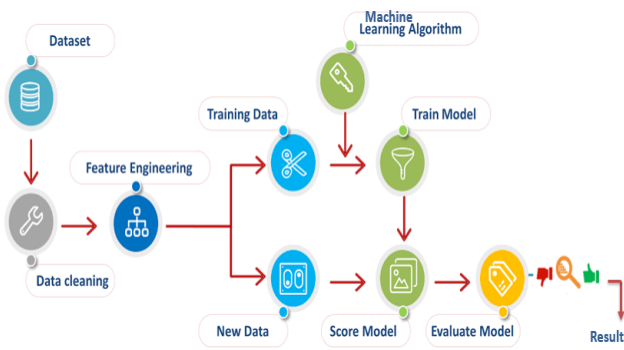 Dataset
Machine
Learning Algorithm
Training Data
Train Model
Feature Engineering
Data cleaning
New Data
Score Model
Evaluate Model
Result